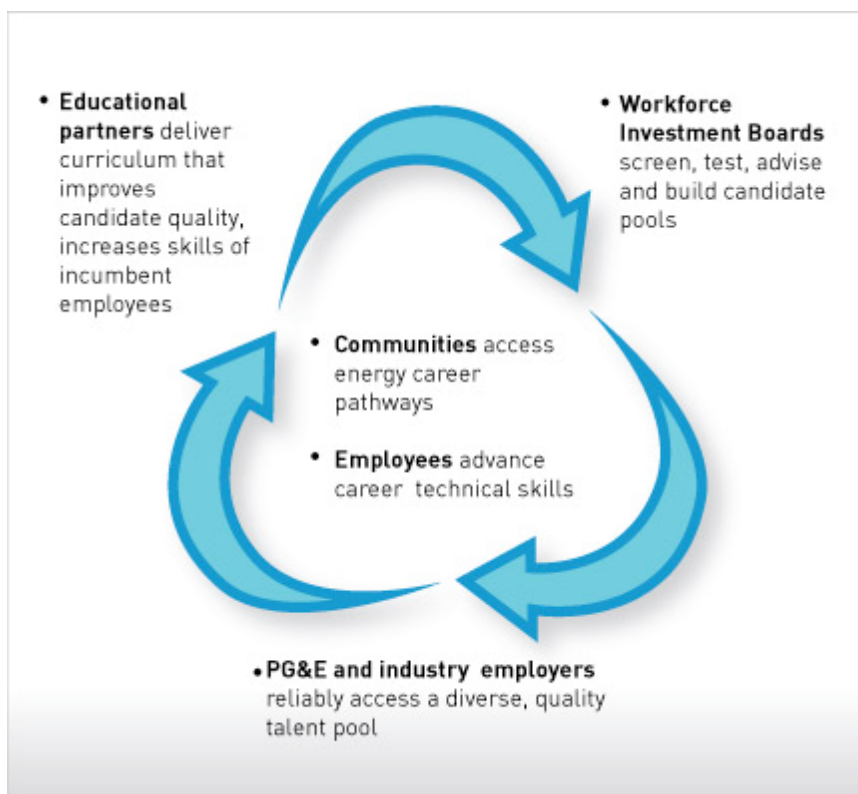 • Educational
partners deliver
curriculum that
improves
candidate quality,
increases skills of
incumbent
employees
• Workforce
Investment Boards
screen, test, advise
and build candidate
pools
• Communities access
energy career
pathways
• Employees advance
career technical skills
• PG&E and industry employers
reliably access a diverse, quality
talent pool